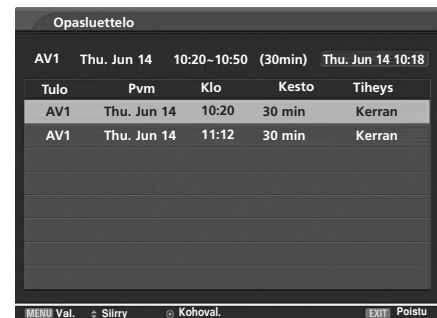 Opasluettelo
AV1 Thu. Jun 14 10:20~10:50 (30min) Thu. Jun 14 10:18
Tulo Pvm Klo Kesto Tiheys
AV1 Thu. Jun 14 10:20 30 min Kerran
AV1 Thu. Jun 14 11:12 30 min Kerran
MENU Val. Siirry Kohoval. EXIT Poistu